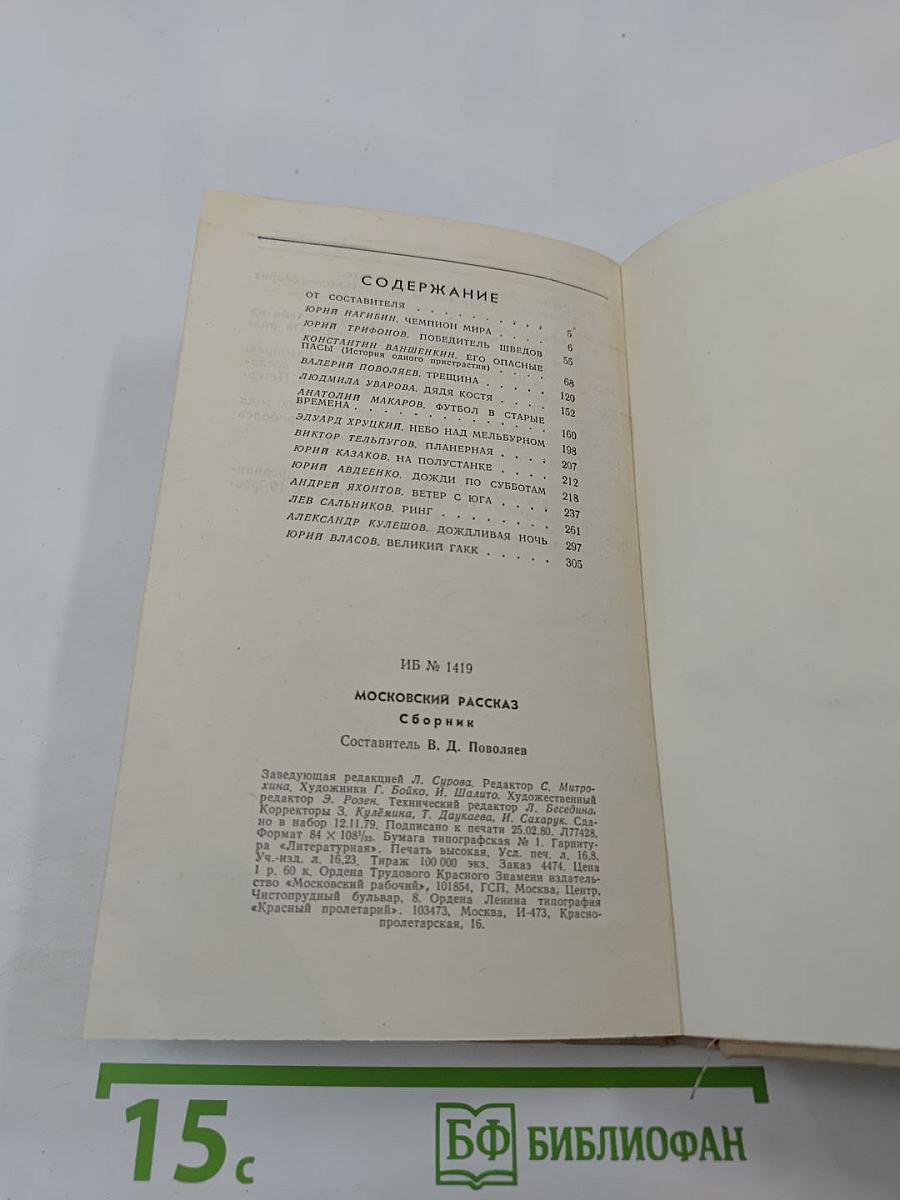 СОДЕРЖАНИЕ
ОТ СОСТАВИТЕЛЯ . . . . . . . . . . 5
ЮРИЙ НАГИБИН, ЧЕМПИОН МИРА . . . . 6
ЮРИЙ ТРИФОНОВ, ПОБЕДИТЕЛЬ ШВЕДОВ 55
КОНСТАНТИН ВАНШЕНКИН, ЕГО ОПАСНЫЕ
ПАСЫ (История одного пристрастия) . . . . 68
ВАЛЕРИЙ ПОВОЛЯЕВ, ТРЕЩИНА . . . . 120
ЛЮДМИЛА УВАРОВА, ДЯДЯ КОСТЯ . . . . 152
АНАТОЛИЙ МАКАРОВ, ФУТБОЛ В СТАРЫЕ
ВРЕМЕНА . . . . . . . . . . . . 160
ЭДУАРД ХРУЦКИЙ, НЕБО НАД МЕЛЬБУРНОМ 198
ВИКТОР ТЕЛЬПУГОВ, ПЛАНЕРНАЯ . . . . 207
ЮРИЙ КАЗАКОВ, НА ПОЛУСТАНКЕ . . . . 212
ЮРИЙ АВДЕЕНКО, ДОЖДИ ПО СУББОТАМ 218
АНДРЕЙ ЯХОНТОВ, ВЕТЕР С ЮГА . . . . 237
ЛЕВ САЛЬНИКОВ, РИНГ . . . . . . . . 261
АЛЕКСАНДР КУЛЕШОВ, ДОЖДЛИВАЯ НОЧЬ 297
ЮРИЙ ВЛАСОВ, ВЕЛИКИЙ ГАКК . . . . . 305
ИБ № 1419
МОСКОВСКИЙ РАССКАЗ
Сборник
Составитель В. Д. Поволяев
Заведующая редакцией Л. Сурова. Редактор С. Митро-
хина. Художники Г. Бойко, И. Шалито. Художественный
редактор Э. Розен. Технический редактор Л. Беседина.
Корректоры З. Кулёмина, Т. Даукаева, И. Сахарук. Сда-
но в набор 12.11.79. Подписано к печати 25.02.80. Л77428.
Формат 84 × 108¹/₃₂. Бумага типографская № 1. Гарниту-
ра «Литературная». Печать высокая. Усл. печ. л. 16,8.
Уч.-изд. л. 16,23. Тираж 100 000 экз. Заказ 4474. Цена
1 р. 60 к. Ордена Трудового Красного Знамени издатель-
ство «Московский рабочий», 101854, ГСП, Москва, Центр,
Чистопрудный бульвар, 8. Ордена Ленина типография
«Красный пролетарий». 103473, Москва, И-473, Красно-
пролетарская, 16.
15 с
БФ БИБЛИОФАН